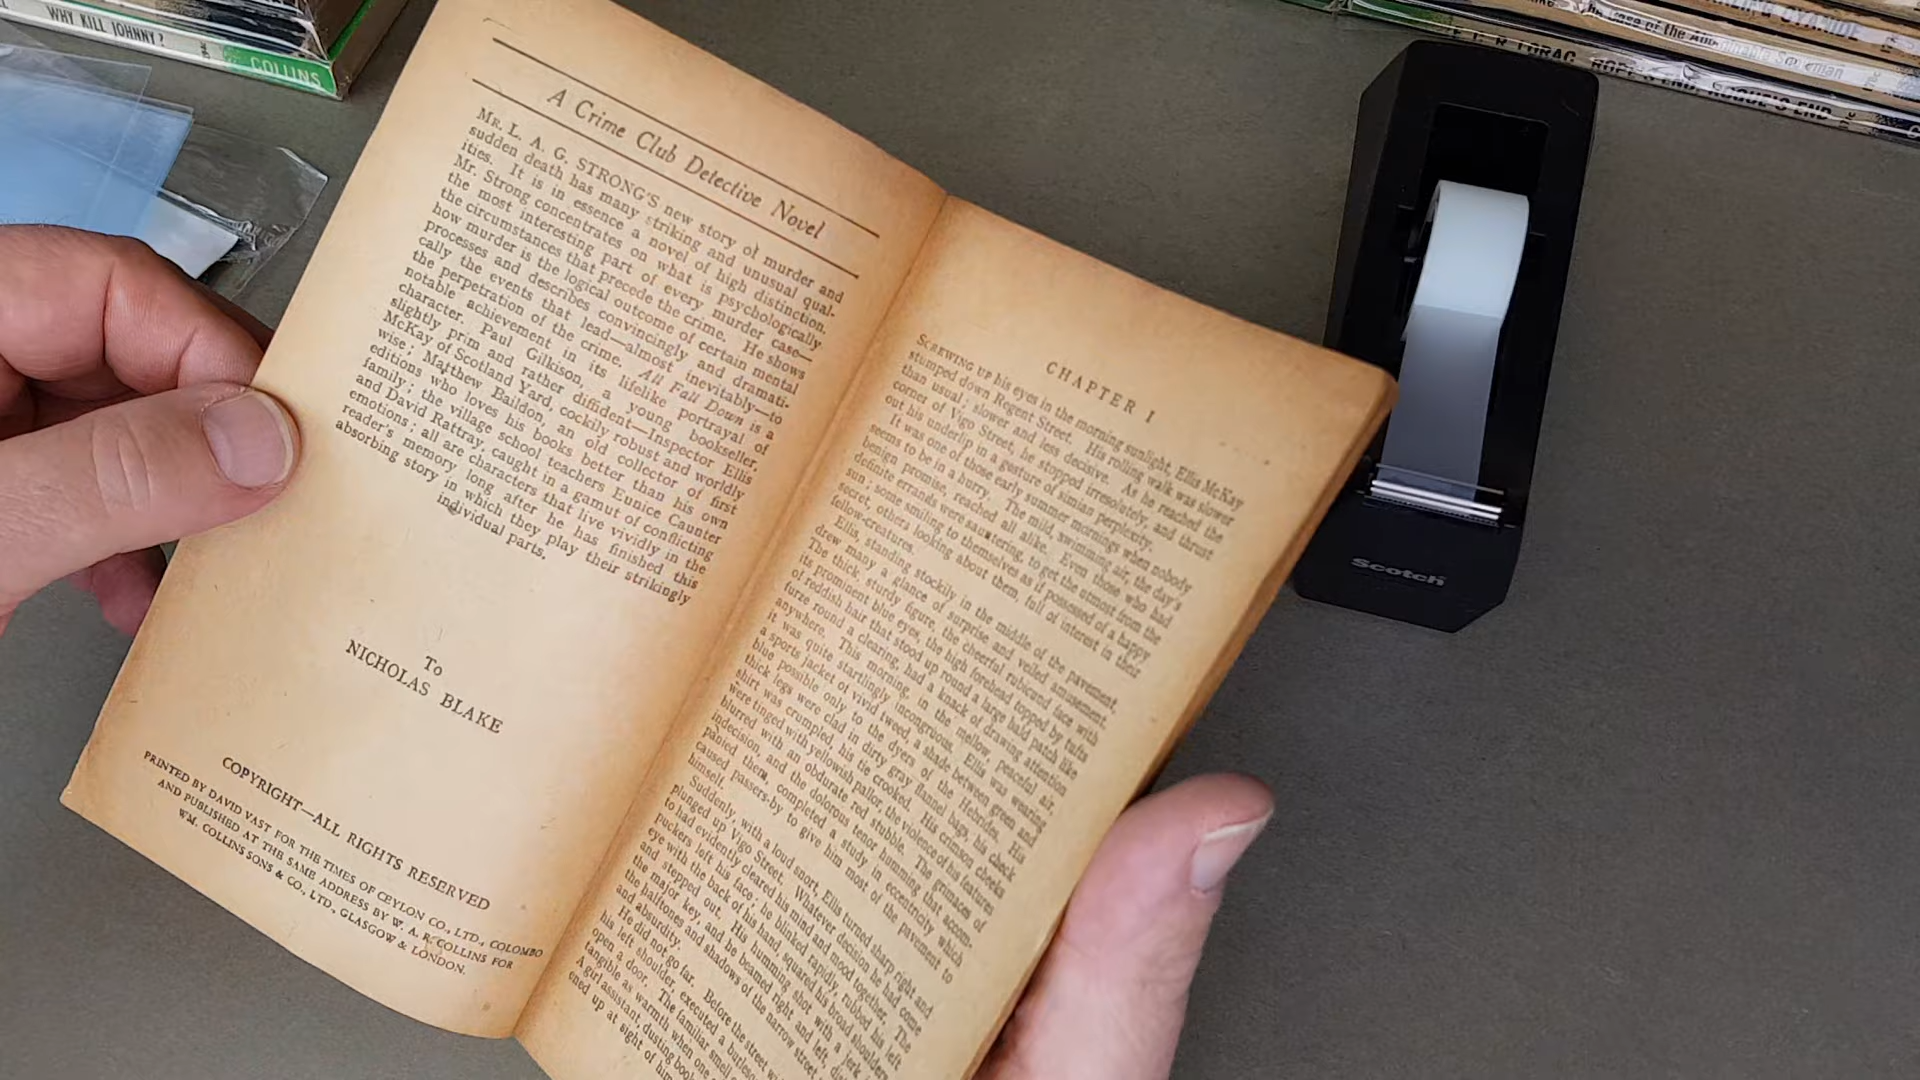 WHY KILL JOHNNY?
COLLINS
E. C. R. LORAC
ROPE'S END, ROGUE'S END
A Crime Club Detective Novel
MR. L. A. G. STRONG'S new story of murder and
sudden death has many striking and unusual qual-
ities. It is in essence a novel of high distinction.
Mr. Strong concentrates on what is psychologically
the most interesting part of every murder case—
the circumstances that precede the crime. He shows
how murder is the logical outcome of certain mental
processes and describes convincingly and dramati-
cally the events that lead—almost inevitably—to
the perpetration of the crime. All Fall Down is a
notable achievement in its lifelike portrayal of
character. Paul Gilkison, a young bookseller,
slightly prim and rather diffident—Inspector Ellis
McKay of Scotland Yard, cockily robust and worldly
wise; Matthew Baildon, an old collector of first
editions who loves his books better than his own
family; the village school teachers Eunice Caunter
and David Rattray, caught in a gamut of conflicting
emotions: all are characters that live vividly in the
reader's memory long after he has finished this
absorbing story, in which they play their strikingly
individual parts.
To
NICHOLAS BLAKE
COPYRIGHT—ALL RIGHTS RESERVED
PRINTED BY DAVID VAST FOR THE TIMES OF CEYLON CO., LTD., COLOMBO
AND PUBLISHED AT THE SAME ADDRESS BY W. A. R. COLLINS FOR
WM. COLLINS SONS & CO., LTD., GLASGOW & LONDON.
CHAPTER I
SCREWING UP his eyes in the morning sunlight, Ellis McKay
stumped down Regent Street. His rolling walk was slower
than usual, slower and less decisive. As he reached the
corner of Vigo Street, he stopped irresolutely, and thrust
out his underlip in a gesture of similar perplexity.
It was one of those early summer mornings when nobody
seems to be in a hurry. The mild, swimming air, the day's
benign promise, reached all alike. Even those who had
definite errands were sauntering, to get the utmost from the
sun: some smiling to themselves as if possessed of a happy
secret, others looking about them, full of interest in their
fellow-creatures.
Ellis, standing stockily in the middle of the pavement,
drew many a glance of surprise and veiled amusement.
The thick, sturdy figure, the cheerful rubicund face with
its prominent blue eyes, the high forehead topped by tufts
of reddish hair that stood up round a large bald patch like
furze round a clearing, had a knack of drawing attention
anywhere. This morning, in the mellow, peaceful air,
it was quite startlingly incongruous. Ellis was wearing
a sports jacket of vivid tweed, a shade between green and
blue possible only to the dyers of the Hebrides. His
thick legs were clad in dirty gray flannel bags, his check
shirt was crumpled, his tie crooked. His crimson cheeks
were tinged with yellowish pallor, the violence of his features
blurred with an obdurate red stubble. The grimaces of
indecision, and the dolorous tenor humming that accom-
panied them, completed a study in eccentricity which
caused passers-by to give him most of the pavement to
himself.
Suddenly, with a loud snort, Ellis turned sharp right and
plunged up Vigo Street. Whatever decision he had come
to had evidently cleared his mind and mood together. The
puckers left his face; he blinked rapidly, rubbed his left
eye with the back of his hand, squared his broad shoulders
and stepped out. His humming shot with a jerk
the major key, and he beamed right and left,
the halftones and shadows of the narrow street
and absurdity.
He did not go far. Before the street
his left shoulder, executed a
open a door. The familiar smell
tangible as warmth when one
A girl assistant, dusting
ened up at sight of him